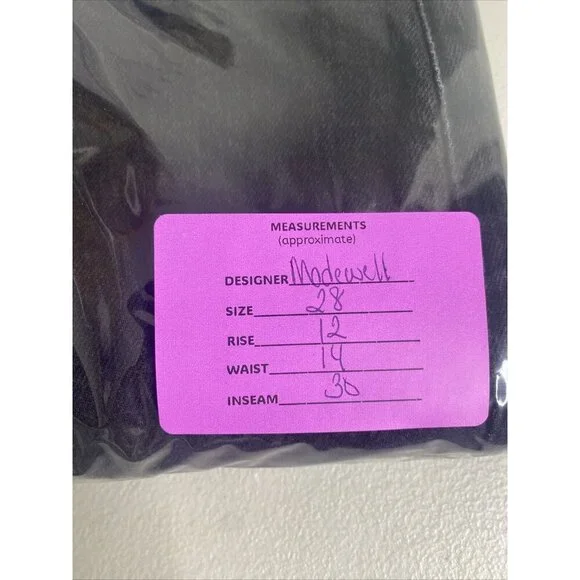 MEASUREMENTS
(approximate)
DESIGNER Madewell
SIZE 28
RISE 12
WAIST 14
INSEAM 30